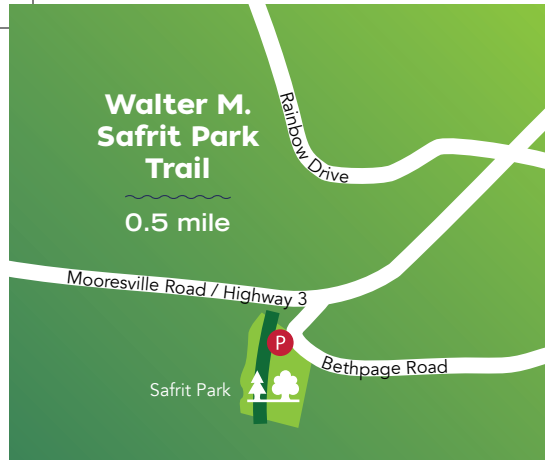 Walter M.
Safrit Park
Trail
0.5 mile
Rainbow Drive
Mooresville Road / Highway 3
P
Bethpage Road
Safrit Park